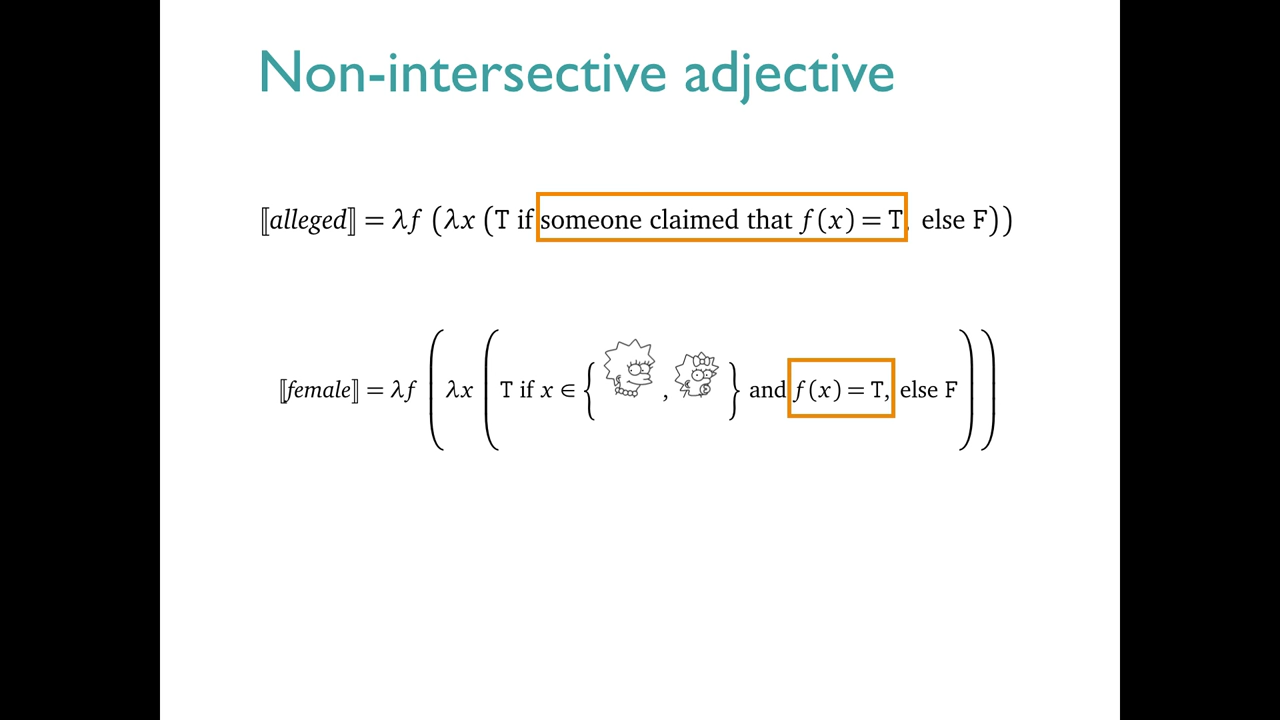 Non-intersective adjective
⟦alleged⟧ = λf (λx (T if someone claimed that f(x) = T, else F))
⟦female⟧ = λf ( λx ( T if x ∈ { , } and f(x) = T, else F ) )